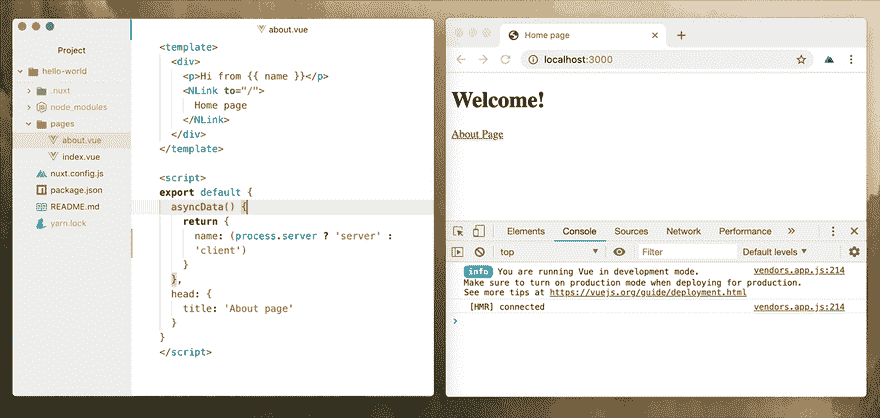 about.vue
Project
hello-world
.nuxt
node_modules
pages
about.vue
index.vue
nuxt.config.js
package.json
README.md
yarn.lock
<template>
<div>
<p>Hi from {{ name }}</p>
<NLink to="/">
Home page
</NLink>
</div>
</template>
<script>
export default {
asyncData() {
return {
name: (process.server ? 'server' :
'client')
}
},
head: {
title: 'About page'
}
}
</script>
Home page
localhost:3000
Welcome!
About Page
Elements Console Sources Network Performance »
top Filter Default levels
info You are running Vue in development mode. vendors.app.js:214
Make sure to turn on production mode when deploying for production.
See more tips at https://vuejs.org/guide/deployment.html
[HMR] connected vendors.app.js:214